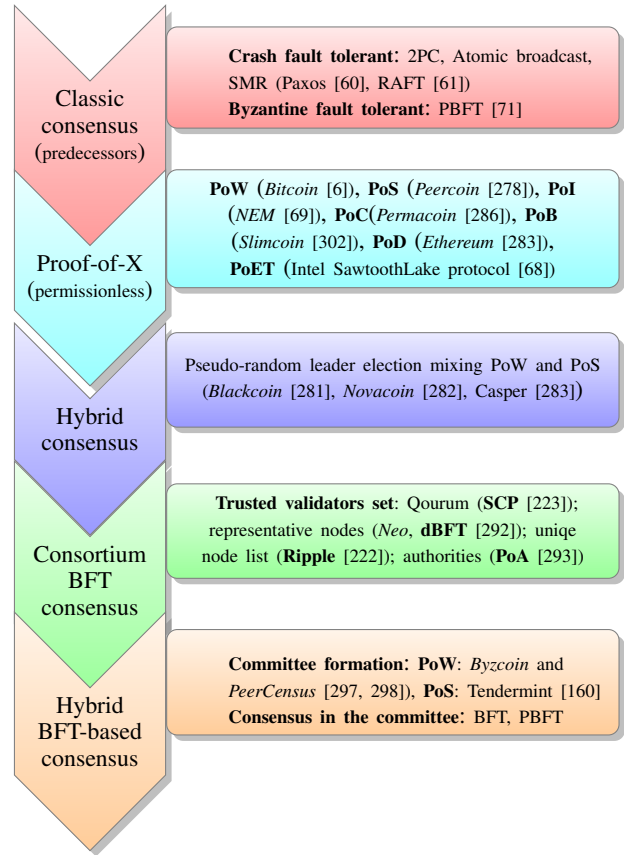 Classic
consensus
(predecessors)
Crash fault tolerant: 2PC, Atomic broadcast,
SMR (Paxos [60], RAFT [61])
Byzantine fault tolerant: PBFT [71]
Proof-of-X
(permissionless)
PoW (Bitcoin [6]), PoS (Peercoin [278]), PoI
(NEM [69]), PoC(Permacoin [286]), PoB
(Slimcoin [302]), PoD (Ethereum [283]),
PoET (Intel SawtoothLake protocol [68])
Hybrid
consensus
Pseudo-random leader election mixing PoW and PoS
(Blackcoin [281], Novacoin [282], Casper [283])
Consortium
BFT
consensus
Trusted validators set: Qourum (SCP [223]);
representative nodes (Neo, dBFT [292]); uniqe
node list (Ripple [222]); authorities (PoA [293])
Hybrid
BFT-based
consensus
Committee formation: PoW: Byzcoin and
PeerCensus [297, 298]), PoS: Tendermint [160]
Consensus in the committee: BFT, PBFT